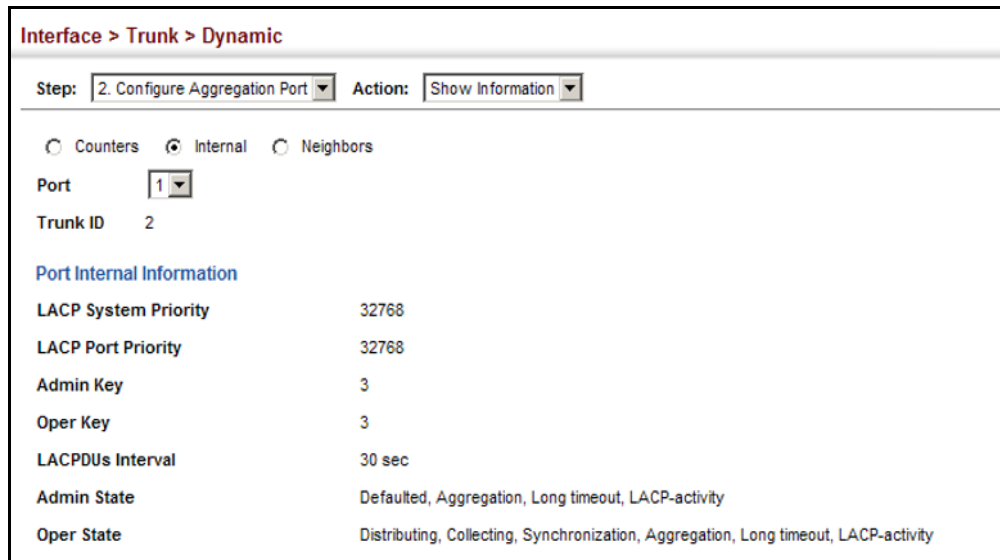 Interface > Trunk > Dynamic
Step: 2. Configure Aggregation Port Action: Show Information
Counters Internal Neighbors
Port 1
Trunk ID 2
Port Internal Information
LACP System Priority 32768
LACP Port Priority 32768
Admin Key 3
Oper Key 3
LACPDUs Interval 30 sec
Admin State Defaulted, Aggregation, Long timeout, LACP-activity
Oper State Distributing, Collecting, Synchronization, Aggregation, Long timeout, LACP-activity